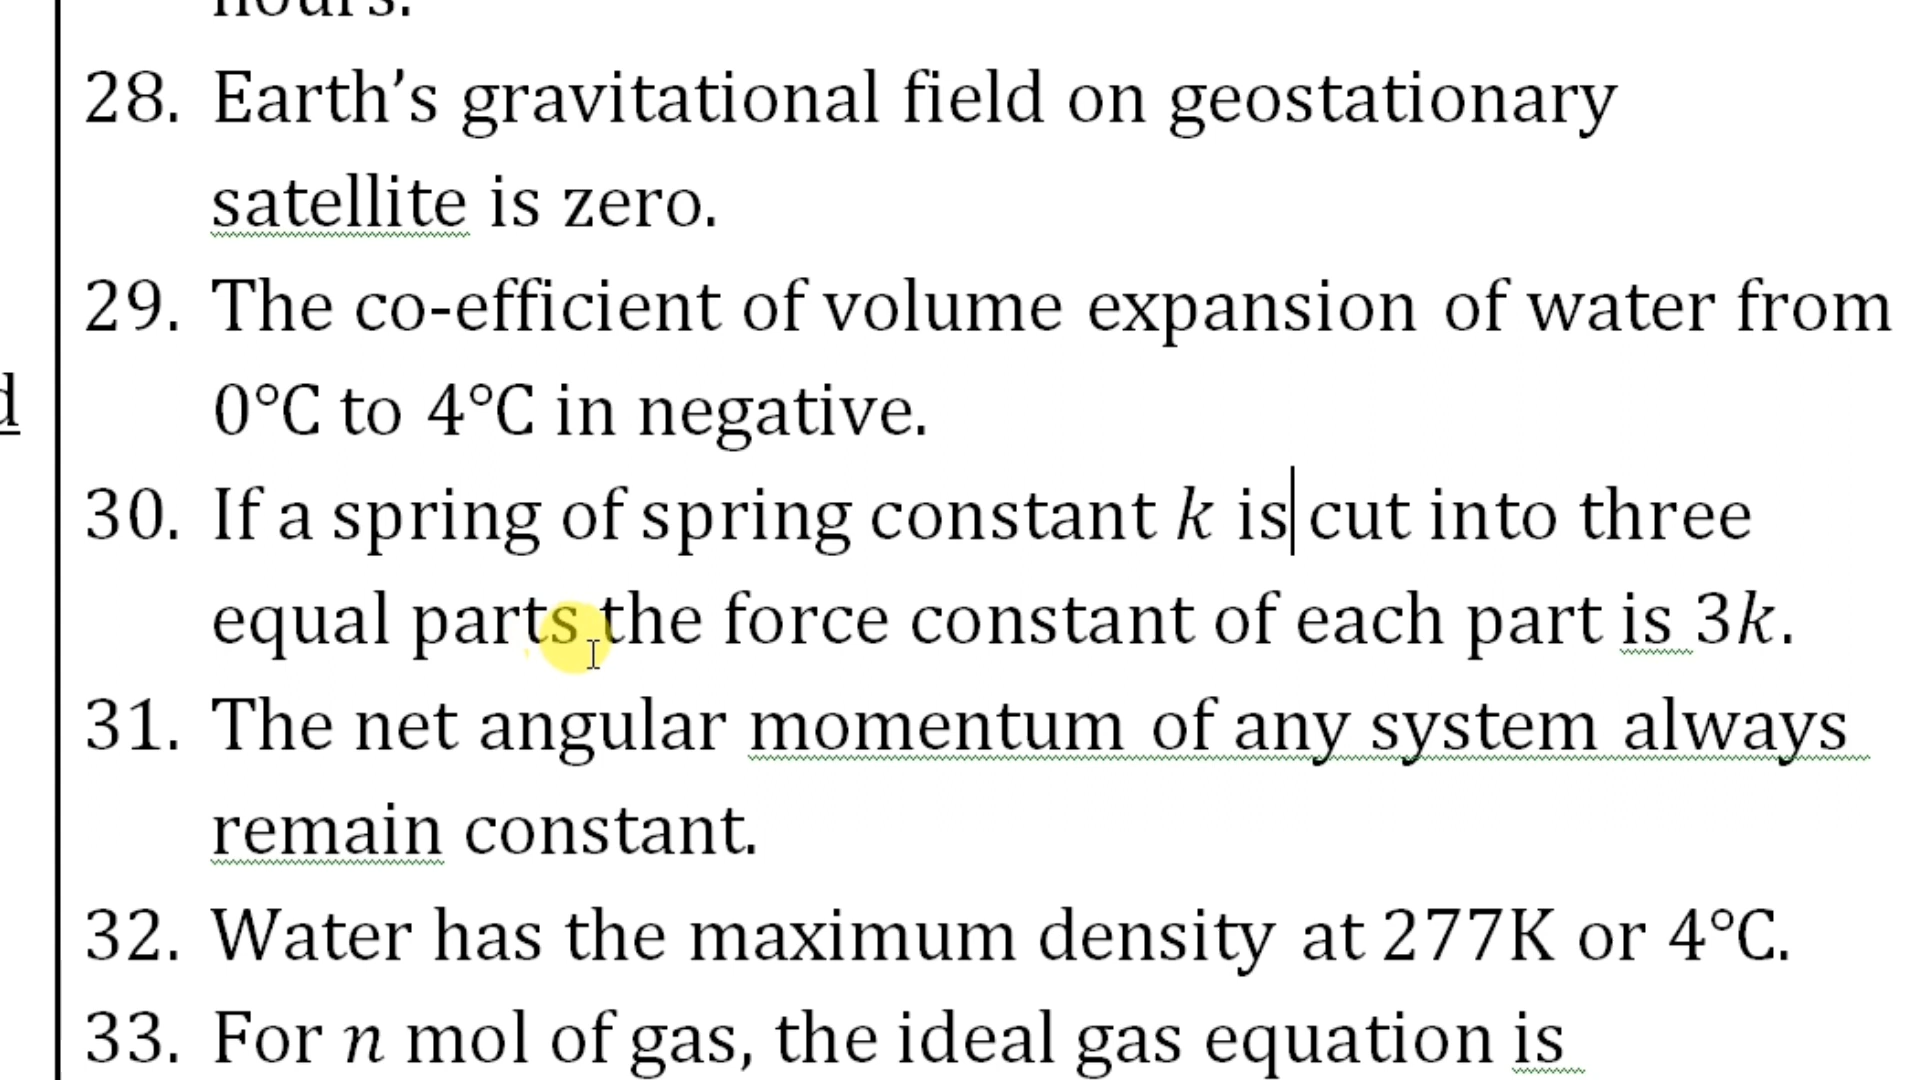 hours.
28. Earth’s gravitational field on geostationary
satellite is zero.
29. The co-efficient of volume expansion of water from
0°C to 4°C in negative.
30. If a spring of spring constant k is cut into three
equal parts the force constant of each part is 3k.
31. The net angular momentum of any system always
remain constant.
32. Water has the maximum density at 277K or 4°C.
33. For n mol of gas, the ideal gas equation is